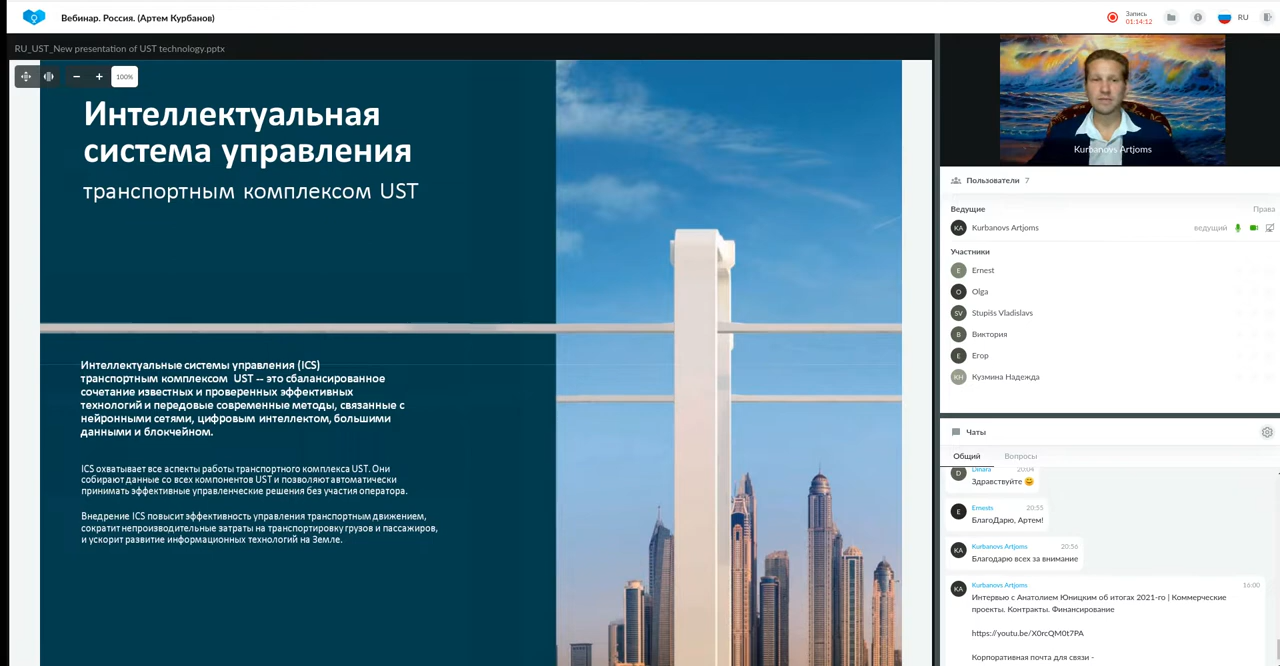 Вебинар. Россия. (Артем Курбанов)
Запись
01:14:12
RU
RU_UST_New presentation of UST technology.pptx
100%
Интеллектуальная
система управления
транспортным комплексом UST
Интеллектуальные системы управления (ICS)
транспортным комплексом UST -- это сбалансированное
сочетание известных и проверенных эффективных
технологий и передовые современные методы, связанные с
нейронными сетями, цифровым интеллектом, большими
данными и блокчейном.
ICS охватывает все аспекты работы транспортного комплекса UST. Они
собирают данные со всех компонентов UST и позволяют автоматически
принимать эффективные управленческие решения без участия оператора.
Внедрение ICS повысит эффективность управления транспортным движением,
сократит непроизводительные затраты на транспортировку грузов и пассажиров,
и ускорит развитие информационных технологий на Земле.
Kurbanovs Artjoms
Пользователи 7
Ведущие Права
KA Kurbanovs Artjoms ведущий
Участники
E Ernest
O Olga
SV Stupišs Vladislavs
В Виктория
Е Егор
КН Кузмина Надежда
Чаты
Общий Вопросы
D Dinara 20:04
Здравствуйте 😊
E Ernests 20:55
БлагоДарю, Артем!
KA Kurbanovs Artjoms 20:56
Благодарю всех за внимание
KA Kurbanovs Artjoms 16:00
Интервью с Анатолием Юницким об итогах 2021-го | Коммерческие
проекты. Контракты. Финансирование
https://youtu.be/X0rcQM0t7PA
Корпоративная почта для связи -